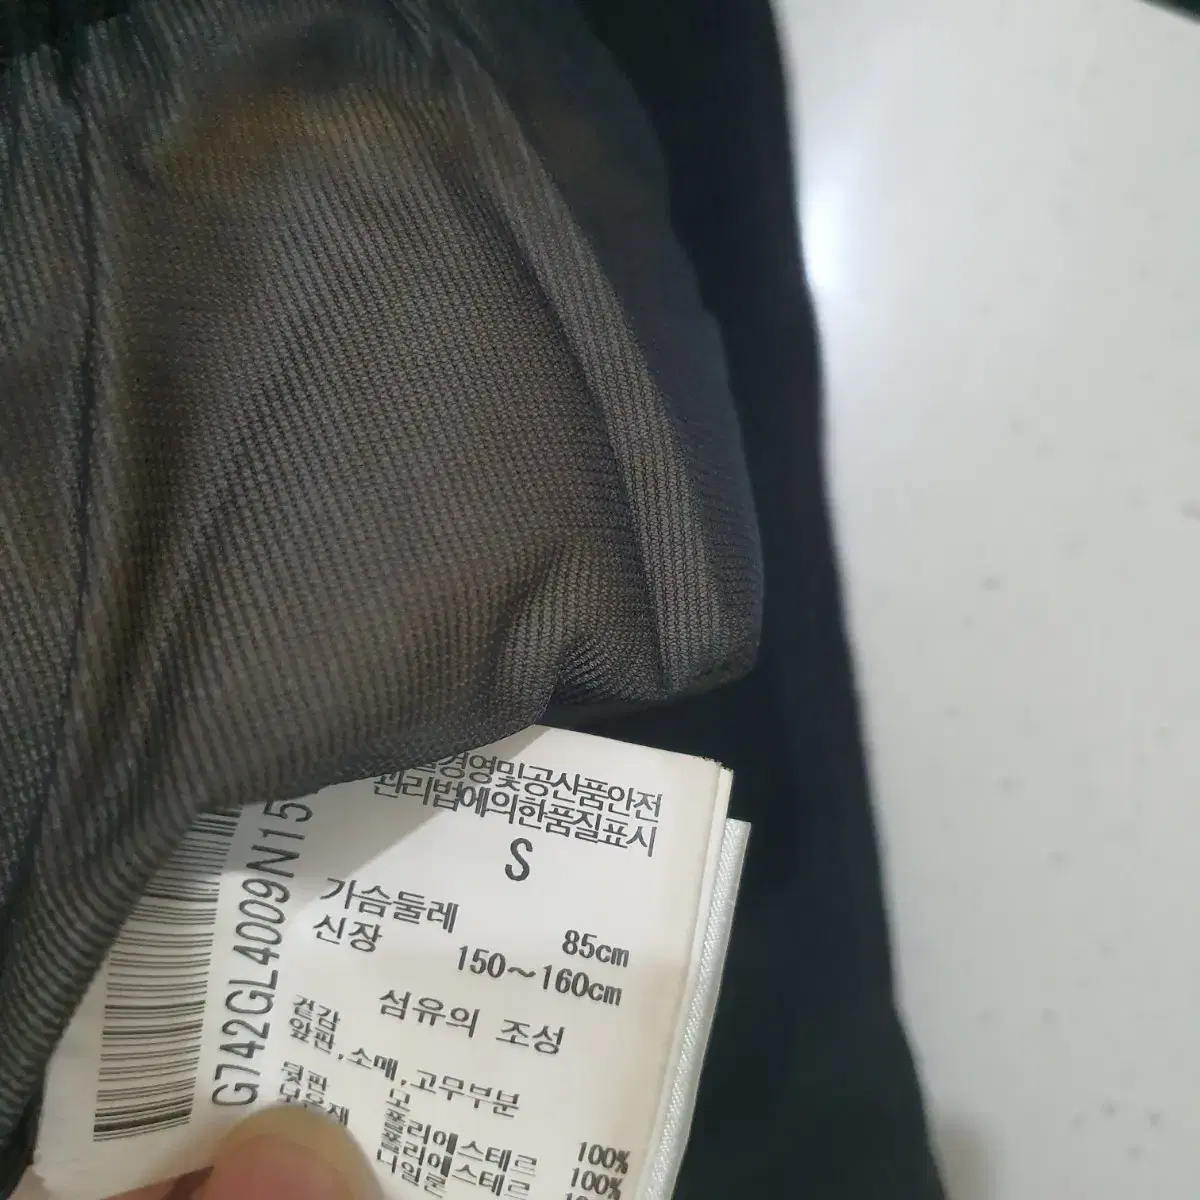 경영및공산품안전
관리법에의한품질표시
S
가슴둘레 85cm
신장 150~160cm
섬유의 조성
겉감
앞판,소매,고무부분
모 100%
뒷판 폴리에스테르 100%
폴리에스테르
나일론
G742GL4009N15